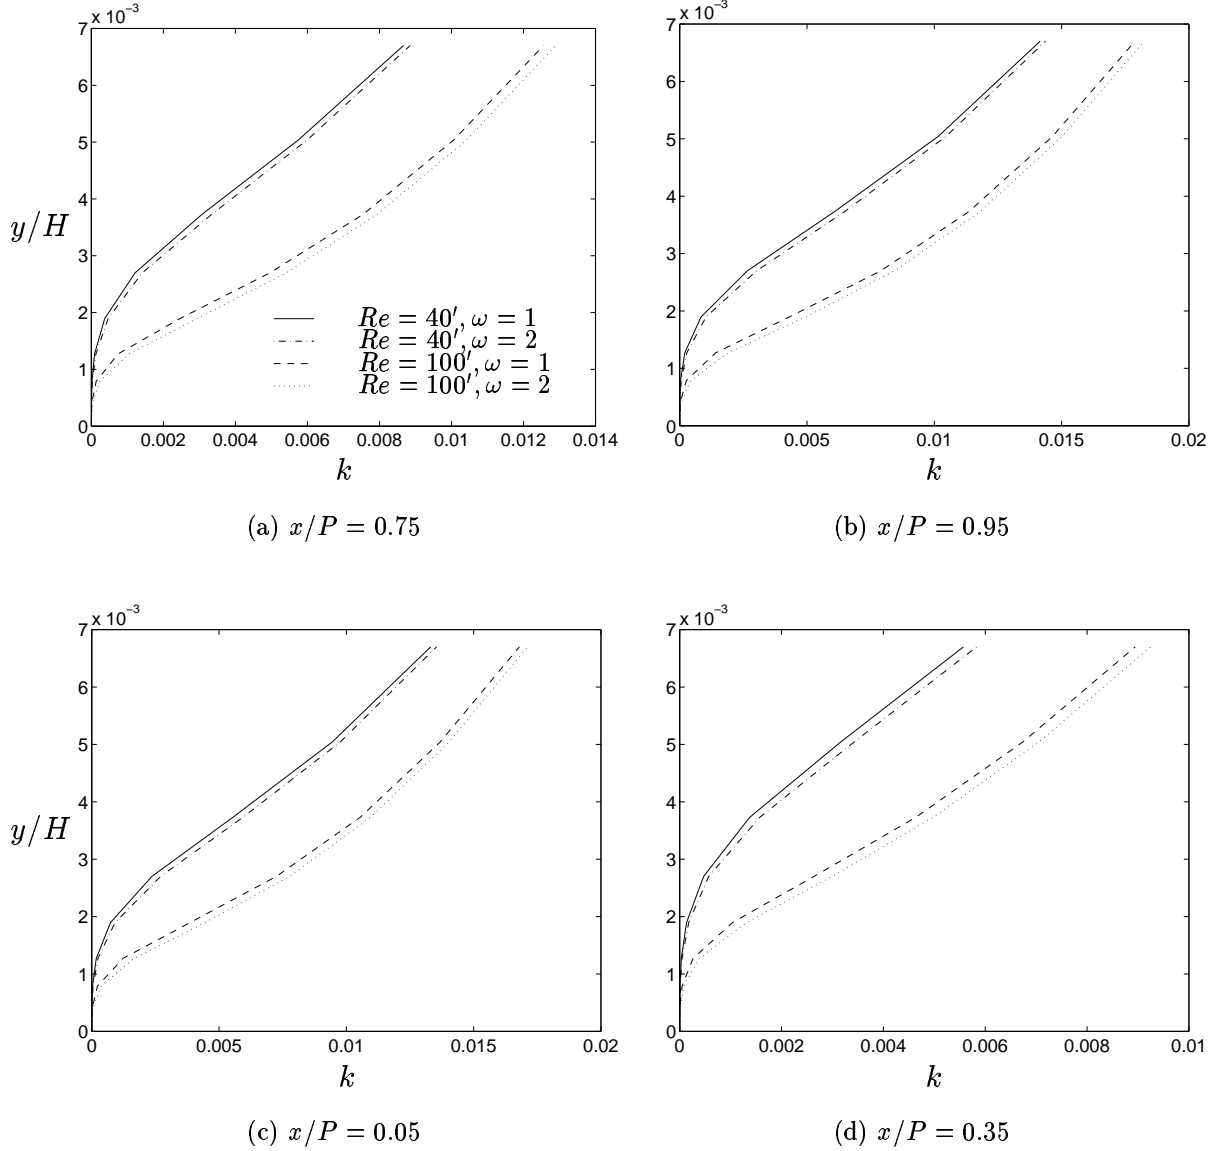 x 10⁻³
7
6
5
4
3
2
1
0
y/H
Re = 40′, ω = 1
Re = 40′, ω = 2
Re = 100′, ω = 1
Re = 100′, ω = 2
0 0.002 0.004 0.006 0.008 0.01 0.012 0.014
k
(a) x/P = 0.75
x 10⁻³
7
6
5
4
3
2
1
0
0 0.005 0.01 0.015 0.02
k
(b) x/P = 0.95
x 10⁻³
7
6
5
4
3
2
1
0
y/H
0 0.005 0.01 0.015 0.02
k
(c) x/P = 0.05
x 10⁻³
7
6
5
4
3
2
1
0
0 0.002 0.004 0.006 0.008 0.01
k
(d) x/P = 0.35